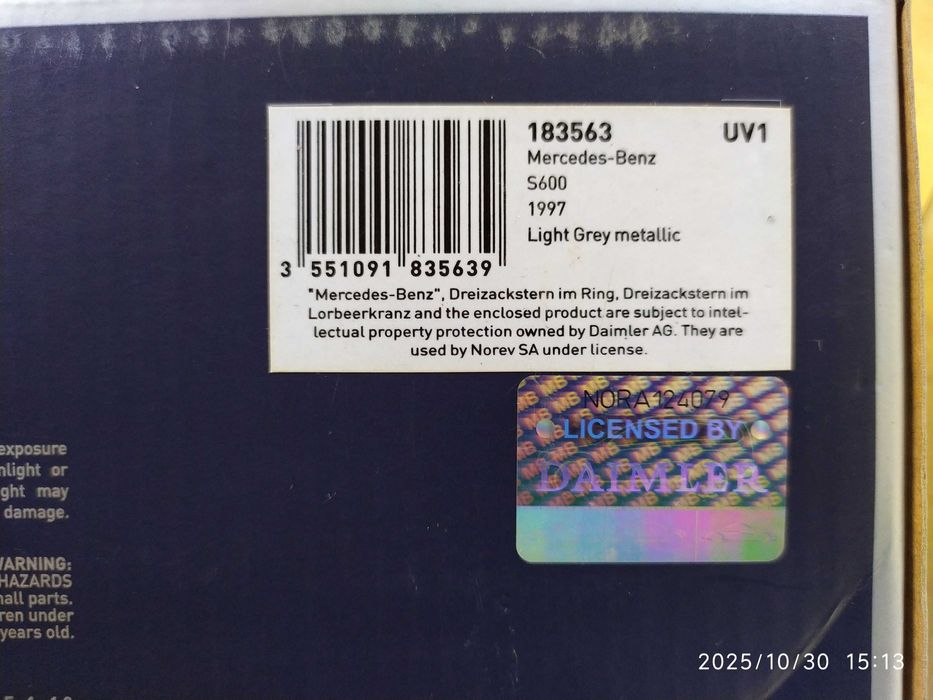 183563 UV1
Mercedes-Benz
S600
1997
Light Grey metallic
3 551091 835639
"Mercedes-Benz", Dreizackstern im Ring, Dreizackstern im
Lorbeerkranz and the enclosed product are subject to intel-
lectual property protection owned by Daimler AG. They are
used by Norev SA under license.
NORA124079
LICENSED BY
DAIMLER
exposure
nlight or
ght may
damage.
WARNING:
HAZARDS
mall parts.
ren under
years old.
2025/10/30 15:13